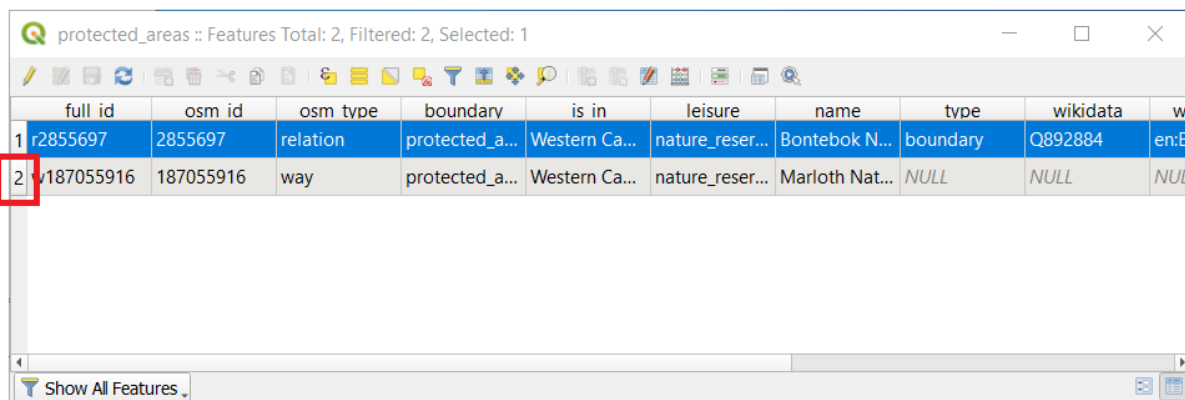 protected_areas :: Features Total: 2, Filtered: 2, Selected: 1
full_id osm_id osm_type boundary is_in leisure name type wikidata w
1 r2855697 2855697 relation protected_a... Western Ca... nature_reser... Bontebok N... boundary Q892884 en:B
2 w187055916 187055916 way protected_a... Western Ca... nature_reser... Marloth Nat... NULL NULL NUL
Show All Features